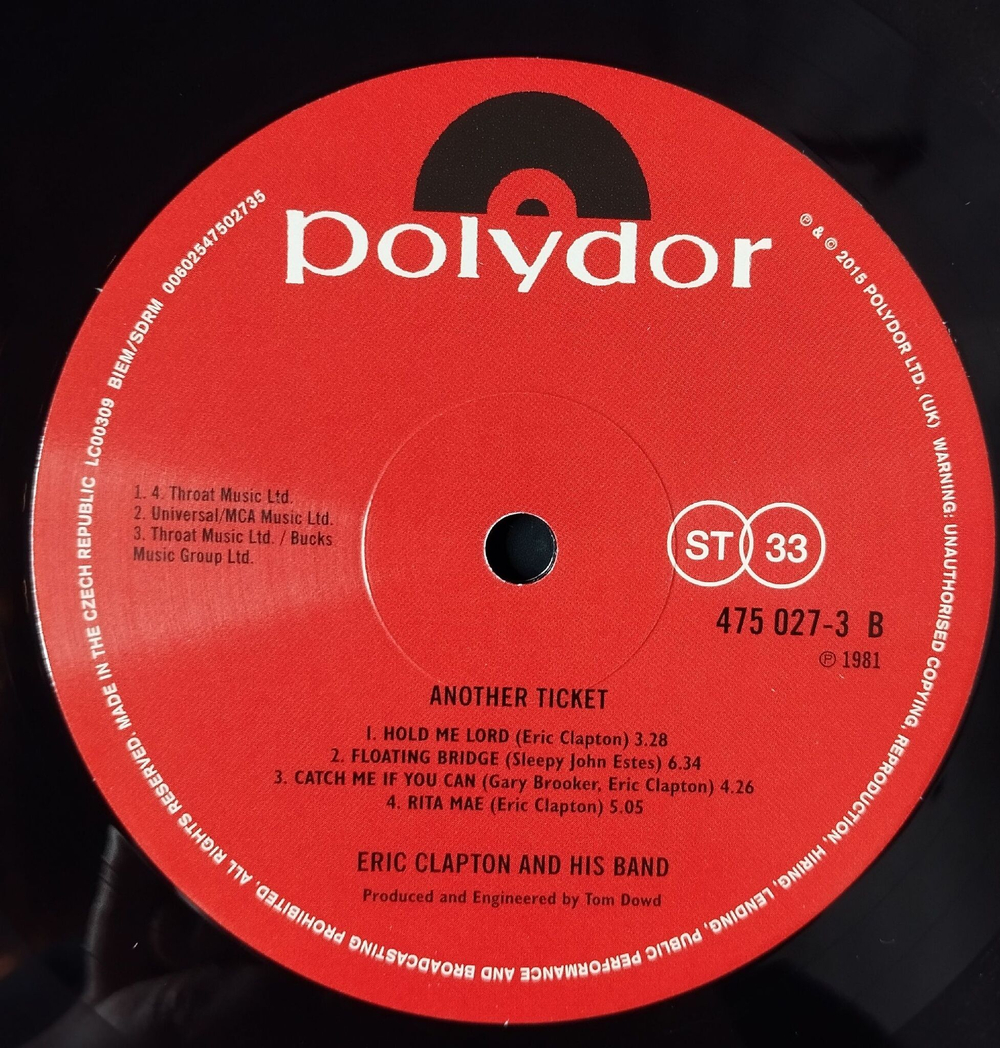 polydor
MADE IN THE CZECH REPUBLIC LC00309 BIEM/SDRM 00602547502735
℗ & © 2015 POLYDOR LTD. (UK) WARNING: UNAUTHORISED COPYING, REPRODUCTION, HIRING, LENDING, PUBLIC PERFORMANCE AND BROADCASTING PROHIBITED. ALL RIGHTS RESERVED.
1. 4. Throat Music Ltd.
2. Universal/MCA Music Ltd.
3. Throat Music Ltd. / Bucks
Music Group Ltd.
ST 33
475 027-3 B
℗ 1981
ANOTHER TICKET
1. HOLD ME LORD (Eric Clapton) 3.28
2. FLOATING BRIDGE (Sleepy John Estes) 6.34
3. CATCH ME IF YOU CAN (Gary Brooker, Eric Clapton) 4.26
4. RITA MAE (Eric Clapton) 5.05
ERIC CLAPTON AND HIS BAND
Produced and Engineered by Tom Dowd